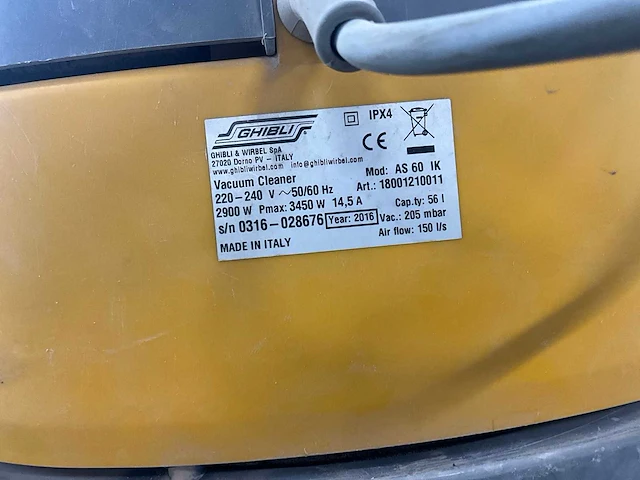 GHIBLI
IPX4
CE
GHIBLI & WIRBEL SpA
27020 Dorno PV – ITALY
www.ghibliwirbel.com info@ghibliwirbel.com
Vacuum Cleaner
Mod: AS 60 IK
220–240 V ~50/60 Hz
Art.: 18001210011
2900 W Pmax: 3450 W 14,5 A
Cap.ty: 56 l
s/n 0316–028676 Year: 2016 Vac.: 205 mbar
MADE IN ITALY
Air flow: 150 l/s